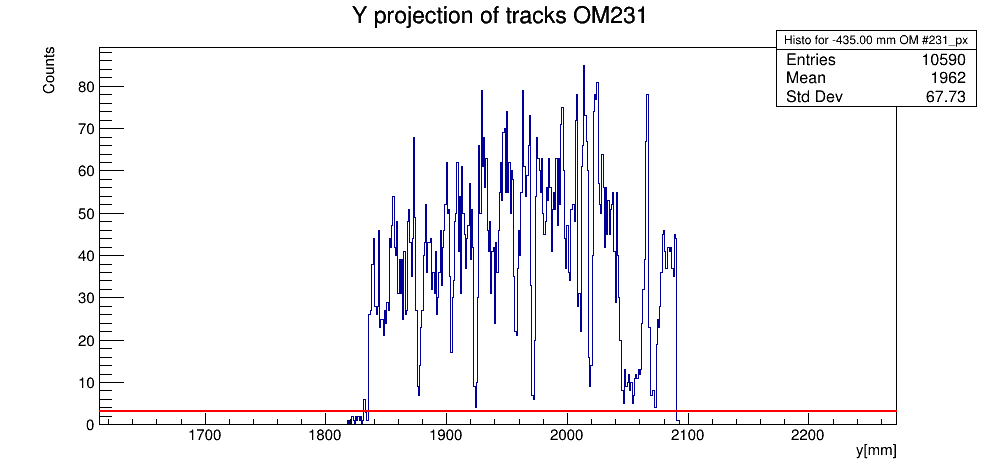 Y projection of tracks OM231
Histo for -435.00 mm OM #231_px
Entries 10590
Mean 1962
Std Dev 67.73
Counts
80
70
60
50
40
30
20
10
0
1700 1800 1900 2000 2100 2200
y[mm]